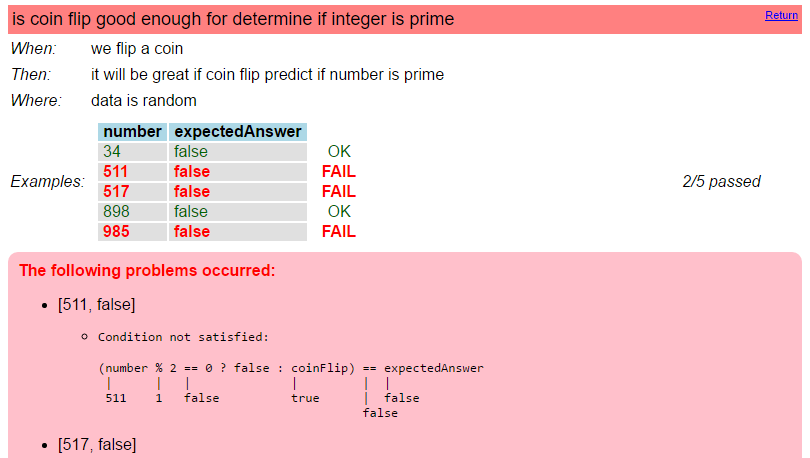 is coin flip good enough for determine if integer is prime Return
When: we flip a coin
Then: it will be great if coin flip predict if number is prime
Where: data is random
number expectedAnswer
34 false OK
511 false FAIL
Examples: 517 false FAIL 2/5 passed
898 false OK
985 false FAIL
The following problems occurred:
• [511, false]
Condition not satisfied:
(number % 2 == 0 ? false : coinFlip) == expectedAnswer
| | | | | |
511 1 false true | false
false
• [517, false]